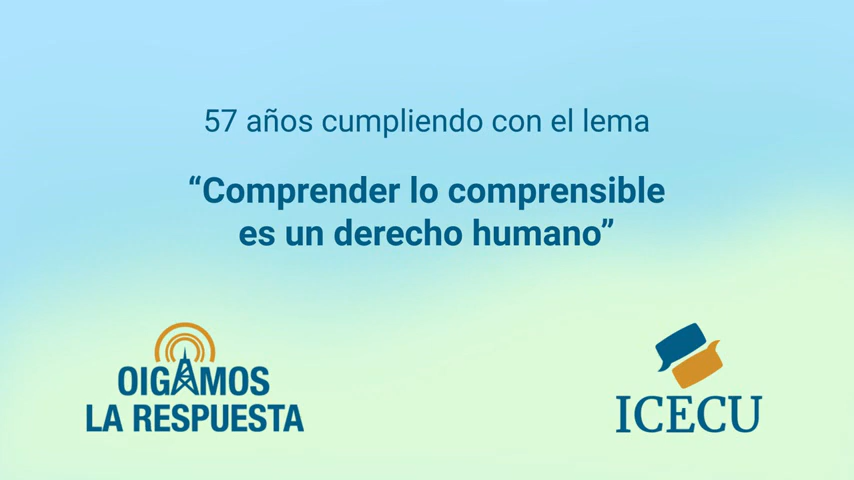 57 años cumpliendo con el lema
“Comprender lo comprensible
es un derecho humano”
OIGAMOS
LA RESPUESTA
ICECU